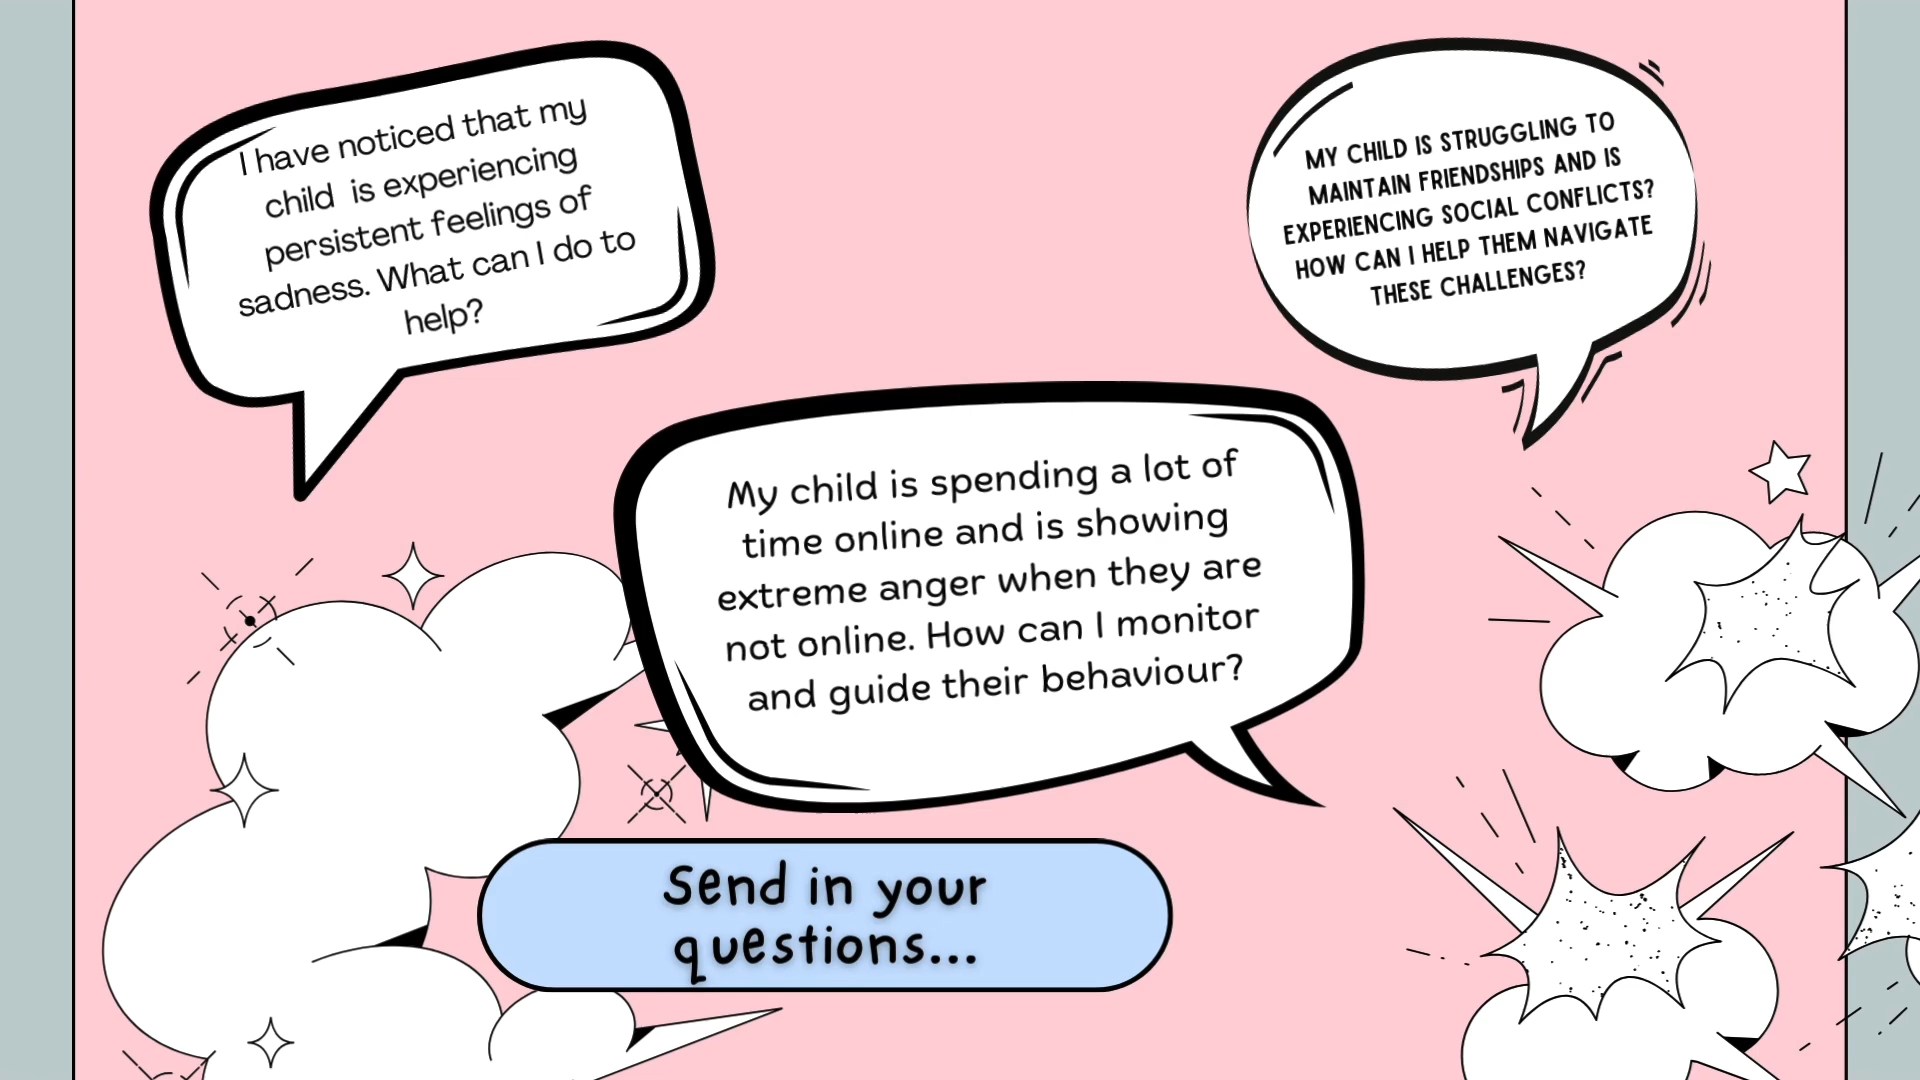 I have noticed that my
child is experiencing
persistent feelings of
sadness. What can I do to
help?
MY CHILD IS STRUGGLING TO
MAINTAIN FRIENDSHIPS AND IS
EXPERIENCING SOCIAL CONFLICTS?
HOW CAN I HELP THEM NAVIGATE
THESE CHALLENGES?
My child is spending a lot of
time online and is showing
extreme anger when they are
not online. How can I monitor
and guide their behaviour?
Send in your
questions...